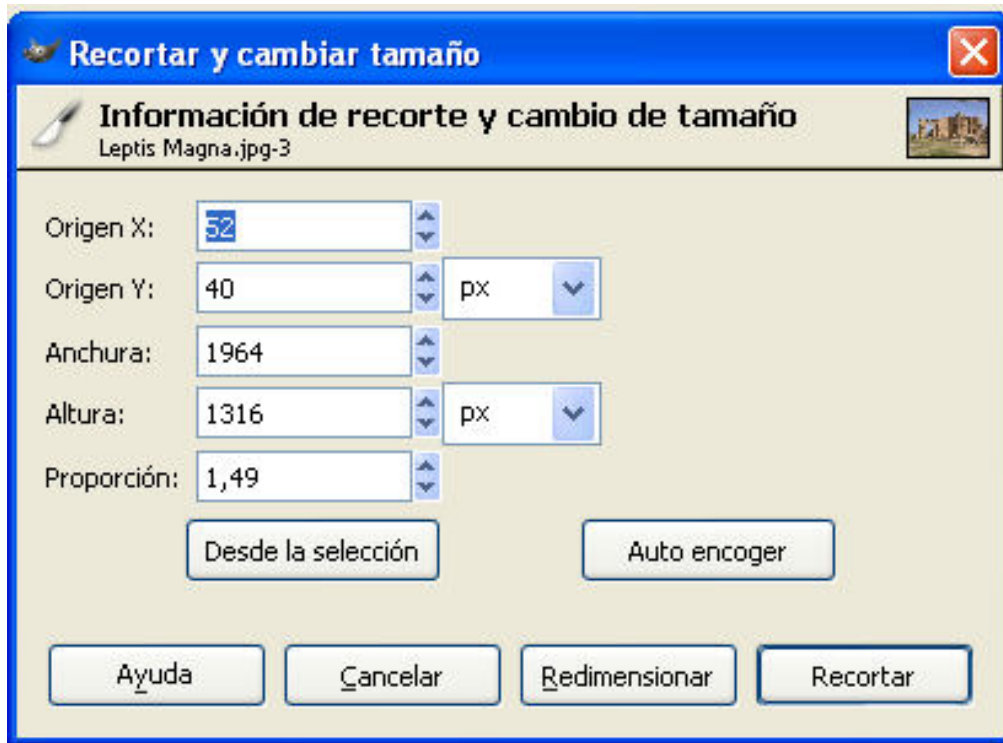 Recortar y cambiar tamaño
Información de recorte y cambio de tamaño
Leptis Magna.jpg-3
Origen X: 52
Origen Y: 40 px
Anchura: 1964
Altura: 1316 px
Proporción: 1,49
Desde la selección Auto encoger
Ayuda Cancelar Redimensionar Recortar